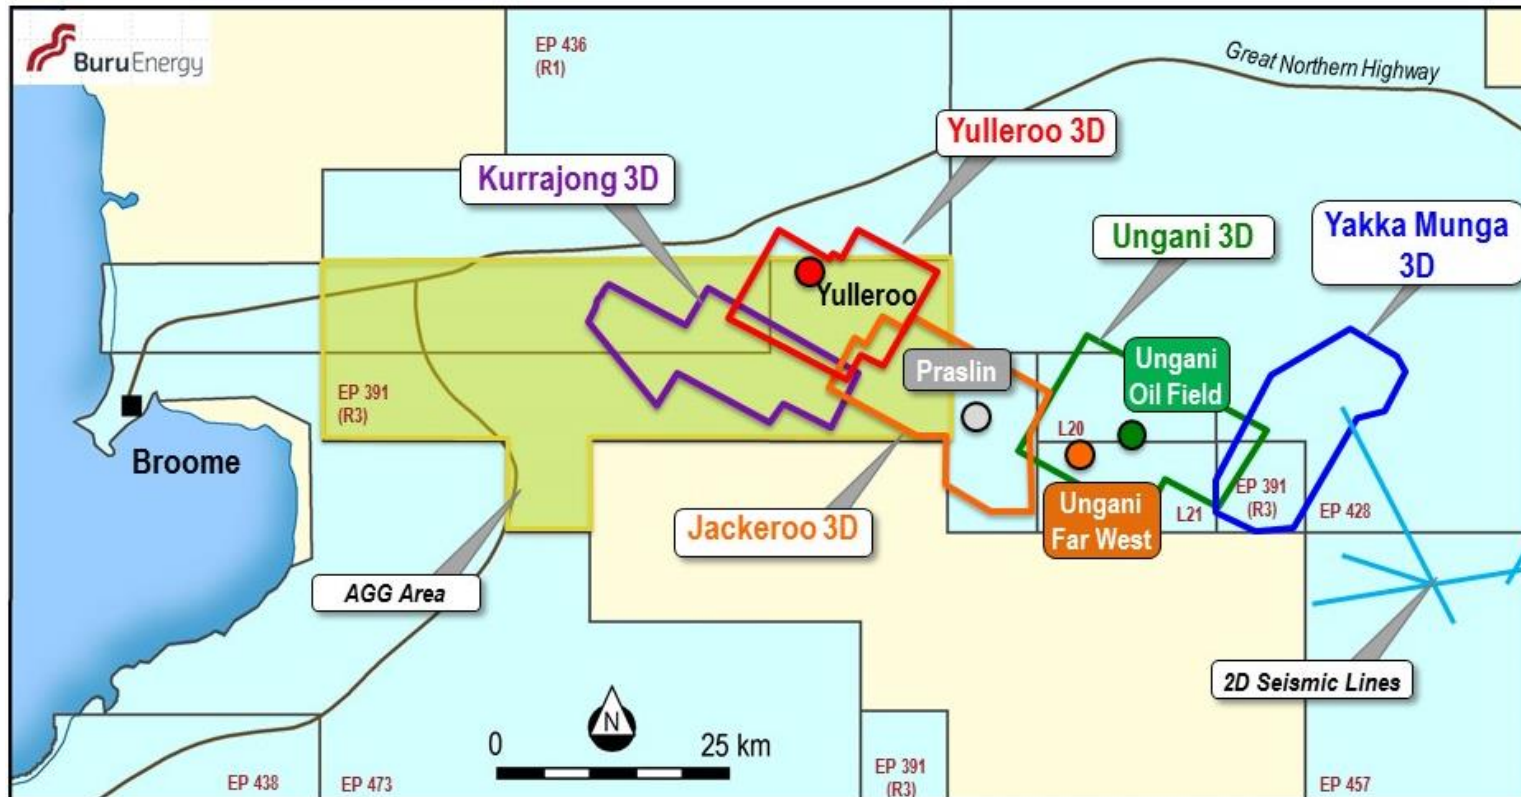 BuruEnergy
EP 436
(R1)
Great Northern Highway
Yulleroo 3D
Kurrajong 3D
Ungani 3D
Yakka Munga
3D
Yulleroo
Praslin
Ungani
Oil Field
EP 391
(R3)
L20
Broome
Ungani
Far West
L21
EP 391
(R3)
EP 428
Jackeroo 3D
AGG Area
2D Seismic Lines
N
0
25 km
EP 438
EP 473
EP 391
(R3)
EP 457